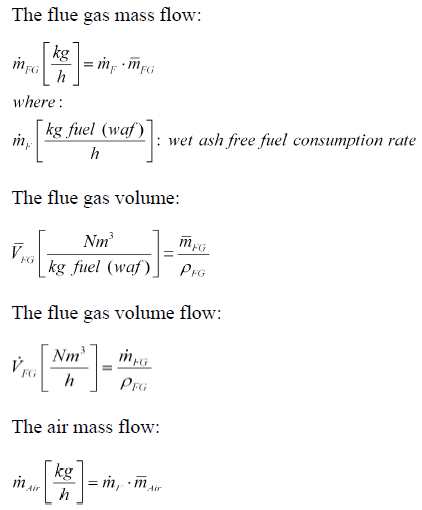 The flue gas mass flow:
ṁ_FG [kg/h] = ṁ_F · m̅_FG
where :
ṁ_F [kg fuel (waf)/h] : wet ash free fuel consumption rate
The flue gas volume:
V̅_FG [Nm³/kg fuel (waf)] = m̅_FG/ρ_FG
The flue gas volume flow:
V̇_FG [Nm³/h] = ṁ_FG/ρ_FG
The air mass flow:
ṁ_Air [kg/h] = ṁ_F · m̅_Air